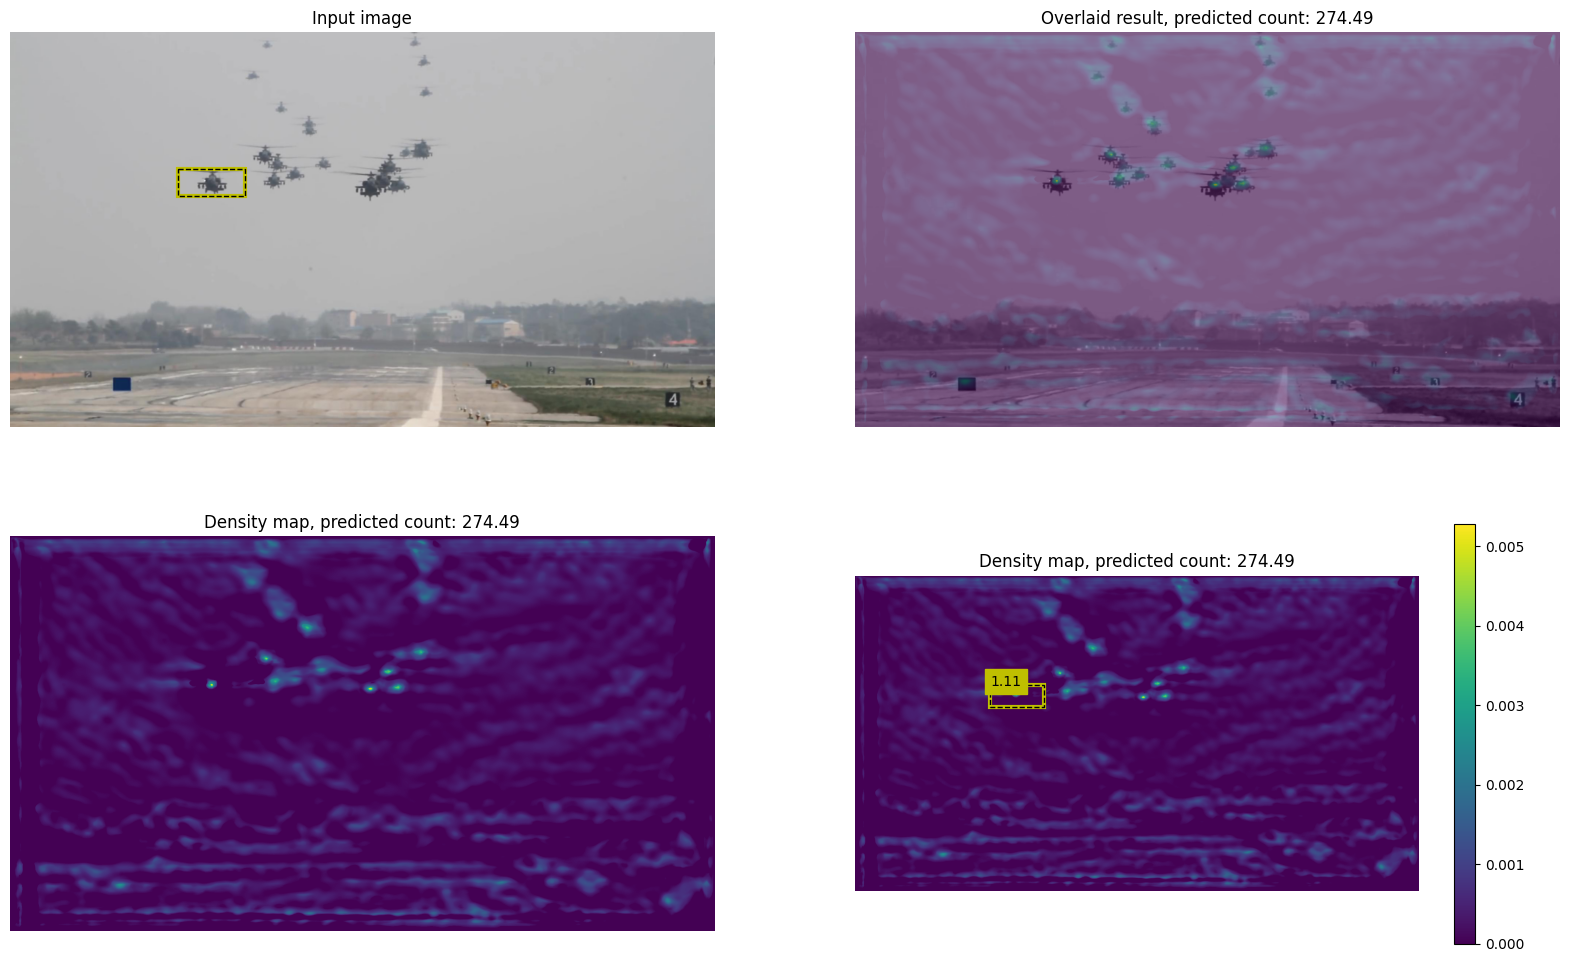 Input image
Overlaid result, predicted count: 274.49
4
4
Density map, predicted count: 274.49
Density map, predicted count: 274.49
1.11
0.005
0.004
0.003
0.002
0.001
0.000